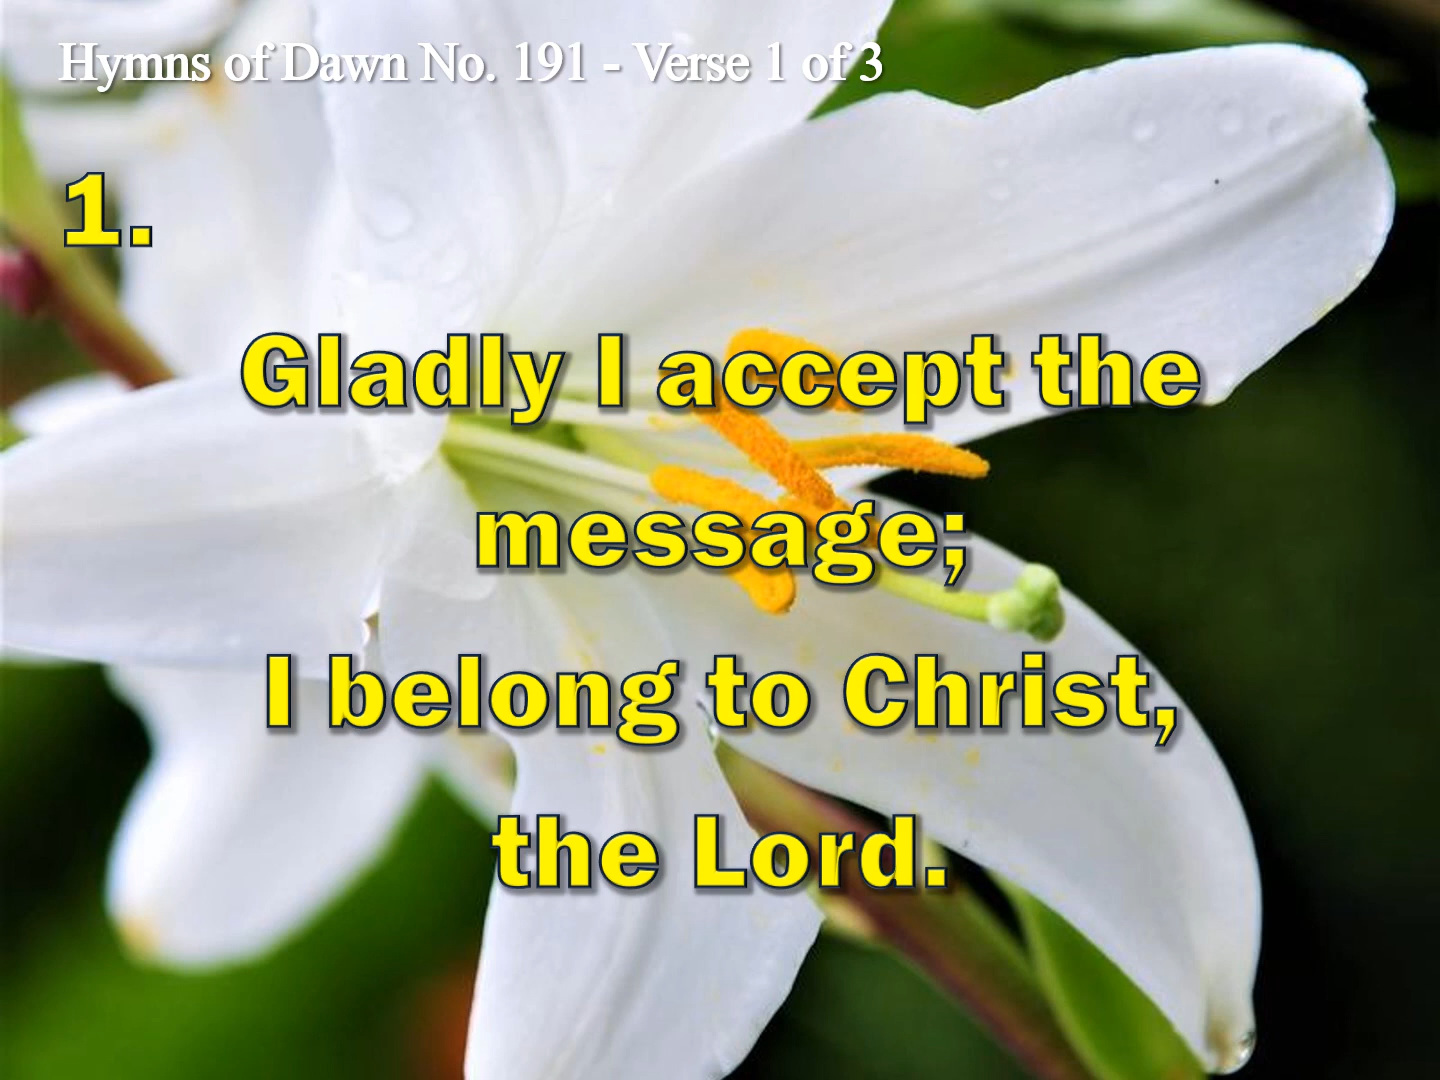 Hymns of Dawn No. 191 - Verse 1 of 3
1.
Gladly I accept the
message;
I belong to Christ,
the Lord.